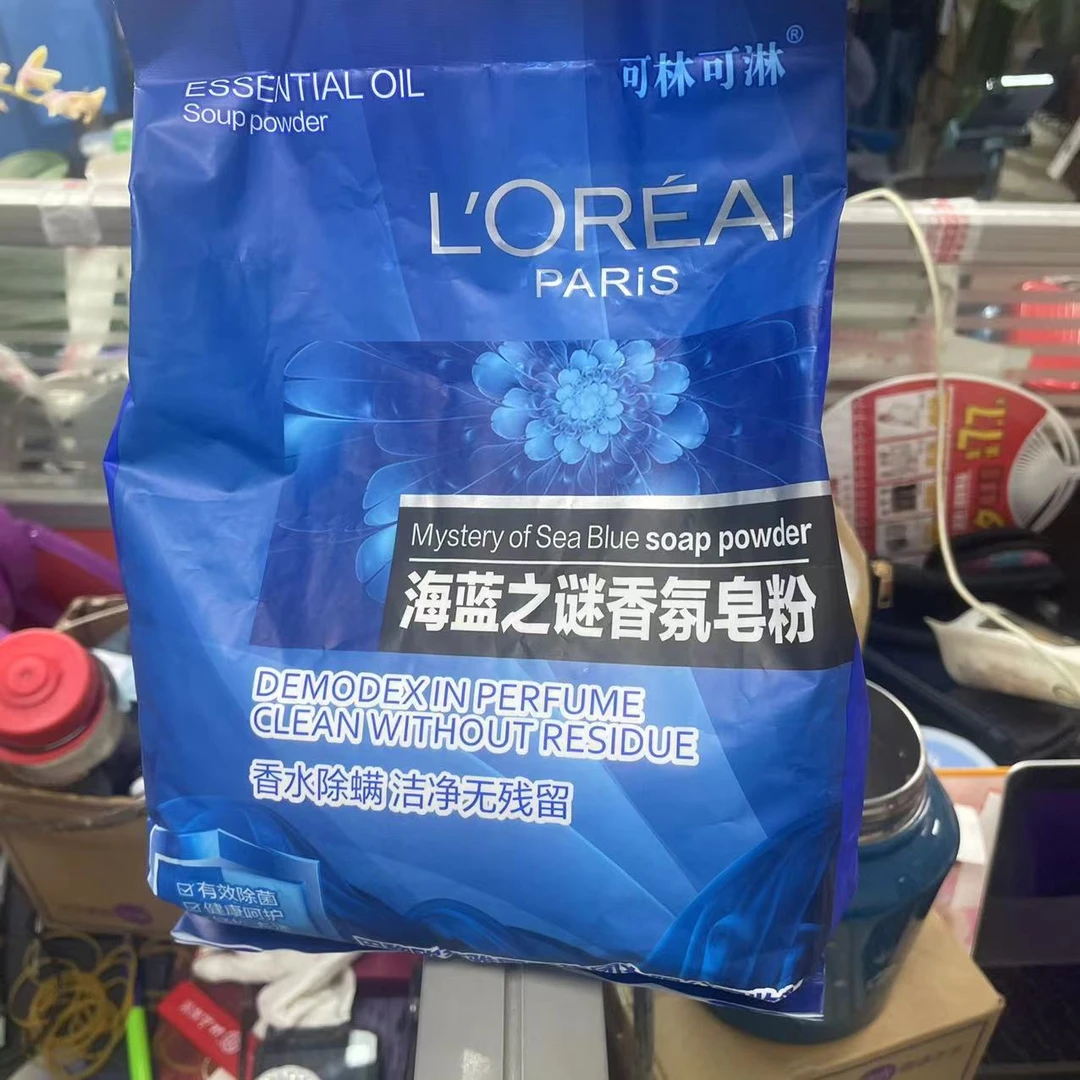 ESSENTIAL OIL
Soup powder
可林可淋®
L'ORÉAI
PARiS
Mystery of Sea Blue soap powder
海蓝之谜香氛皂粉
DEMODEX IN PERFUME
CLEAN WITHOUT RESIDUE
香水除螨 洁净无残留
有效除菌
健康呵护
77.